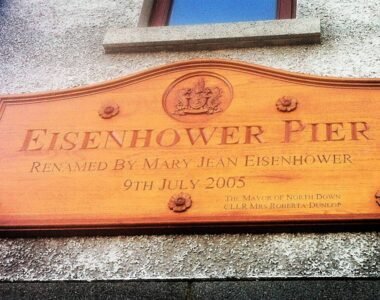 EISENHOWER PIER
RENAMED BY MARY JEAN EISENHOWER
9TH JULY 2005
THE MAYOR OF NORTH DOWN
CLLR MRS ROBERTA DUNLOP